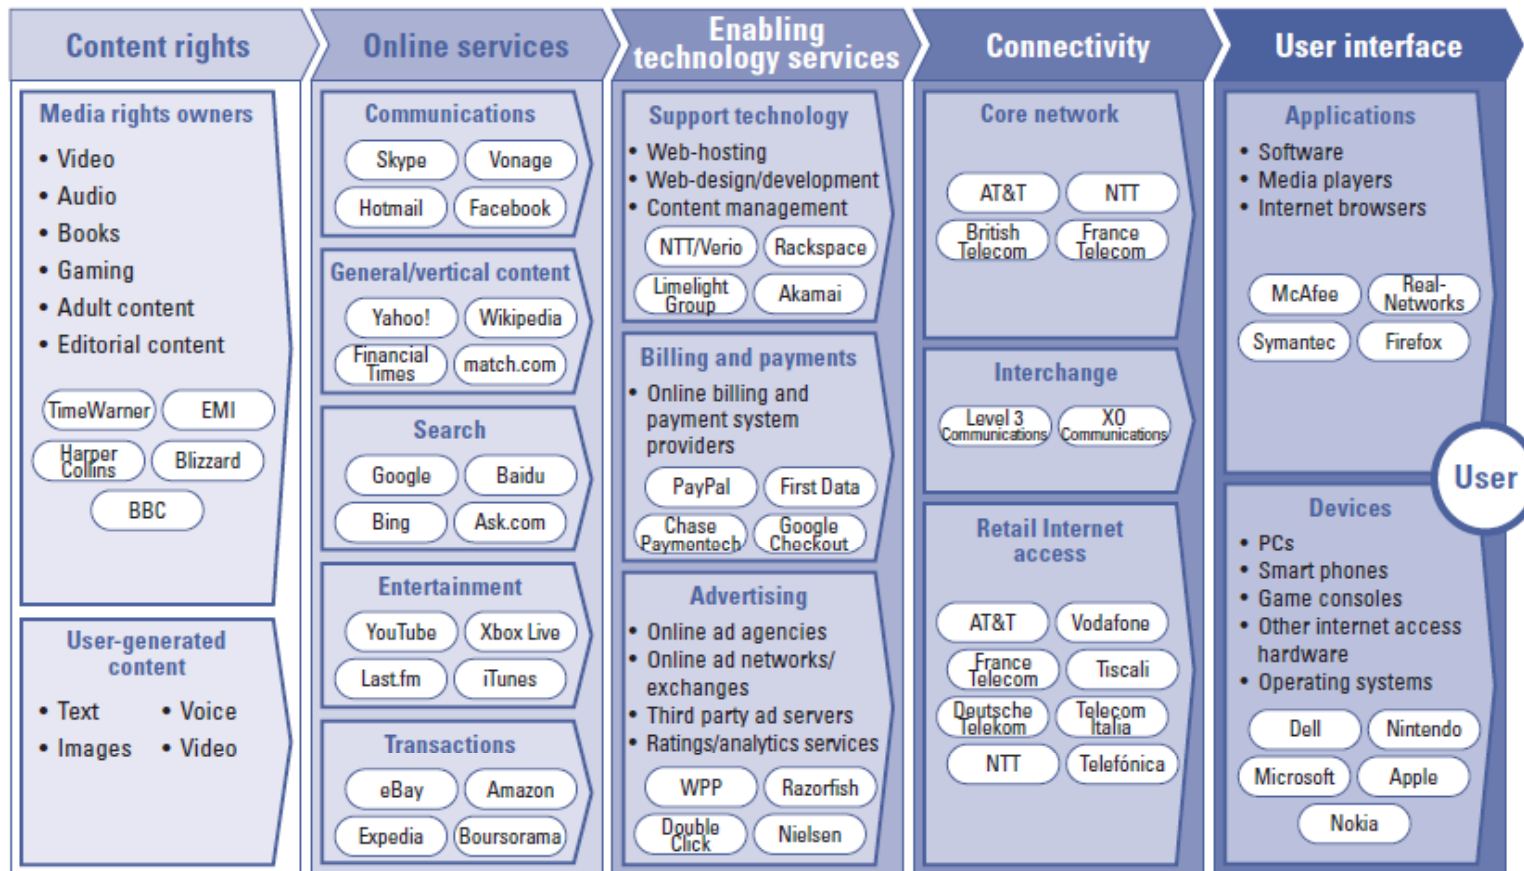 Content rights
Media rights owners
• Video
• Audio
• Books
• Gaming
• Adult content
• Editorial content
TimeWarner
EMI
Harper
Collins
Blizzard
BBC
User-generated
content
• Text
• Voice
• Images
• Video
Online services
Communications
Skype
Vonage
Hotmail
Facebook
General/vertical content
Yahoo!
Wikipedia
Financial
Times
match.com
Search
Google
Baidu
Bing
Ask.com
Entertainment
YouTube
Xbox Live
Last.fm
iTunes
Transactions
eBay
Amazon
Expedia
Boursorama
Enabling
technology services
Support technology
• Web-hosting
• Web-design/development
• Content management
NTT/Verio
Rackspace
Limelight
Group
Akamai
Billing and payments
• Online billing and
payment system
providers
PayPal
First Data
Chase
Paymentech
Google
Checkout
Advertising
• Online ad agencies
• Online ad networks/
exchanges
• Third party ad servers
• Ratings/analytics services
WPP
Razorfish
Double
Click
Nielsen
Connectivity
Core network
AT&T
NTT
British
Telecom
France
Telecom
Interchange
Level 3
Communications
XO
Communications
Retail Internet
access
AT&T
Vodafone
France
Telecom
Tiscali
Deutsche
Telekom
Telecom
Italia
NTT
Telefónica
User interface
Applications
• Software
• Media players
• Internet browsers
McAfee
Real-
Networks
Symantec
Firefox
User
Devices
• PCs
• Smart phones
• Game consoles
• Other internet access
hardware
• Operating systems
Dell
Nintendo
Microsoft
Apple
Nokia